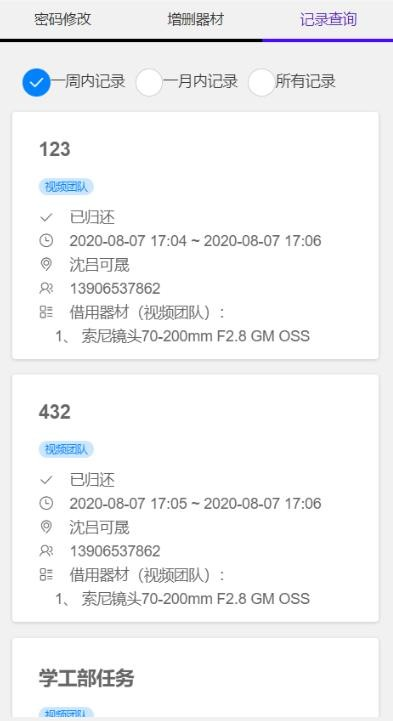 密码修改 增删器材 记录查询
一周内记录 一月内记录 所有记录
123
视频团队
已归还
2020-08-07 17:04 ~ 2020-08-07 17:06
沈吕可晟
13906537862
借用器材（视频团队）:
1、 索尼镜头70-200mm F2.8 GM OSS
432
视频团队
已归还
2020-08-07 17:05 ~ 2020-08-07 17:06
沈吕可晟
13906537862
借用器材（视频团队）:
1、 索尼镜头70-200mm F2.8 GM OSS
学工部任务
视频团队